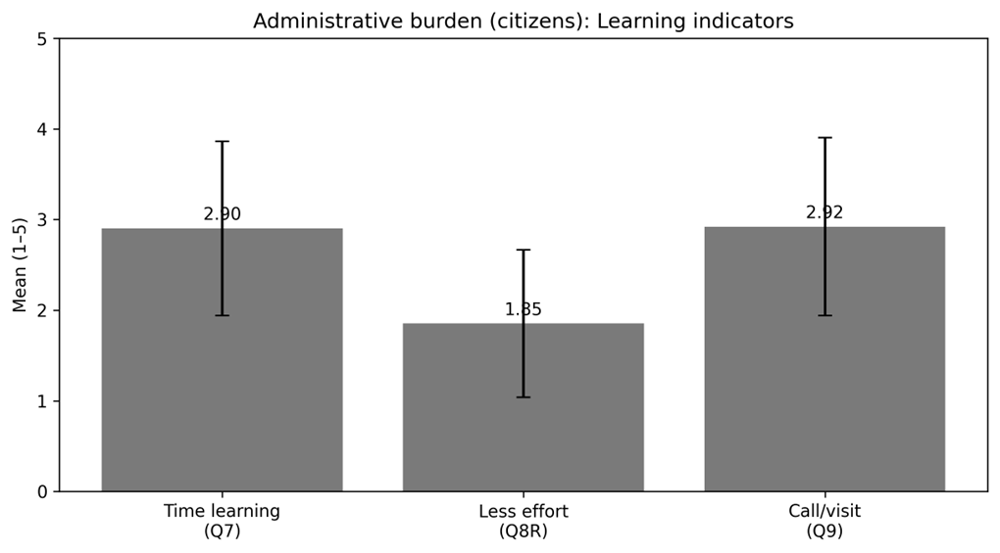 Administrative burden (citizens): Learning indicators
Mean (1–5)
5
4
3
2
1
0
2.90
1.85
2.92
Time learning
(Q7)
Less effort
(Q8R)
Call/visit
(Q9)